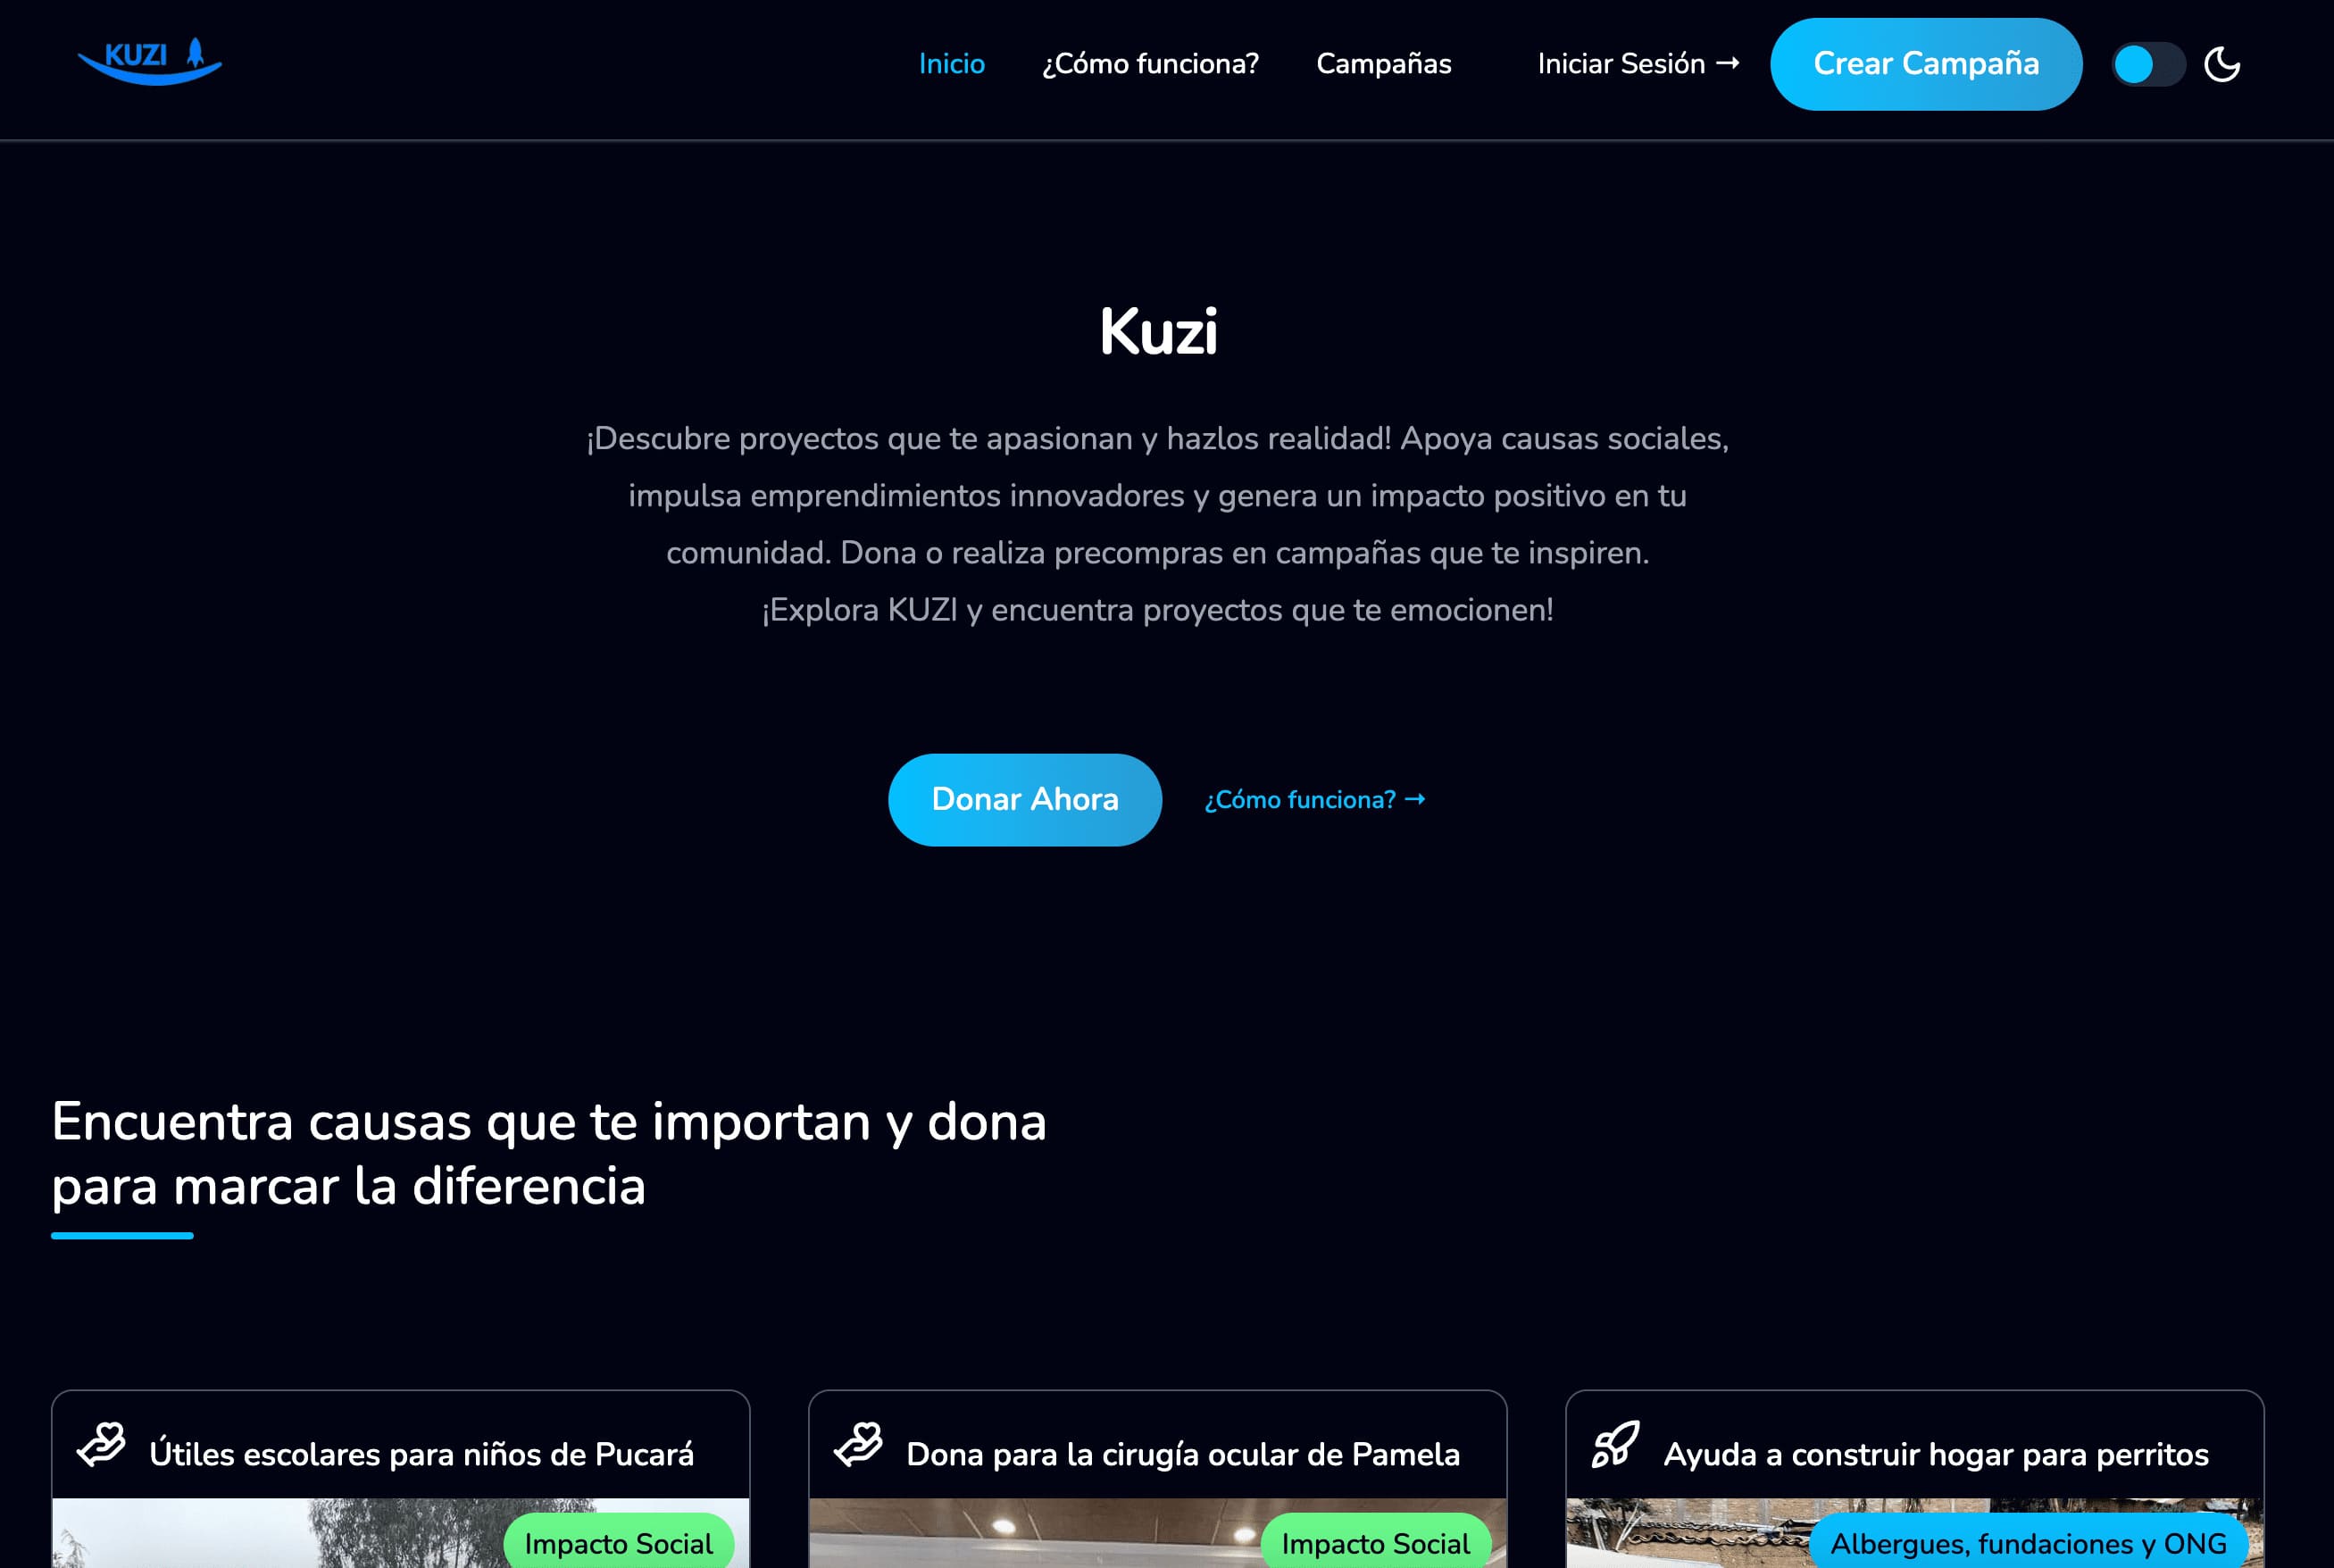 KUZI
Inicio
¿Cómo funciona?
Campañas
Iniciar Sesión →
Crear Campaña
Kuzi
¡Descubre proyectos que te apasionan y hazlos realidad! Apoya causas sociales,
impulsa emprendimientos innovadores y genera un impacto positivo en tu
comunidad. Dona o realiza precompras en campañas que te inspiren.
¡Explora KUZI y encuentra proyectos que te emocionen!
Donar Ahora
¿Cómo funciona? →
Encuentra causas que te importan y dona
para marcar la diferencia
Útiles escolares para niños de Pucará
Impacto Social
Dona para la cirugía ocular de Pamela
Impacto Social
Ayuda a construir hogar para perritos
Albergues, fundaciones y ONG